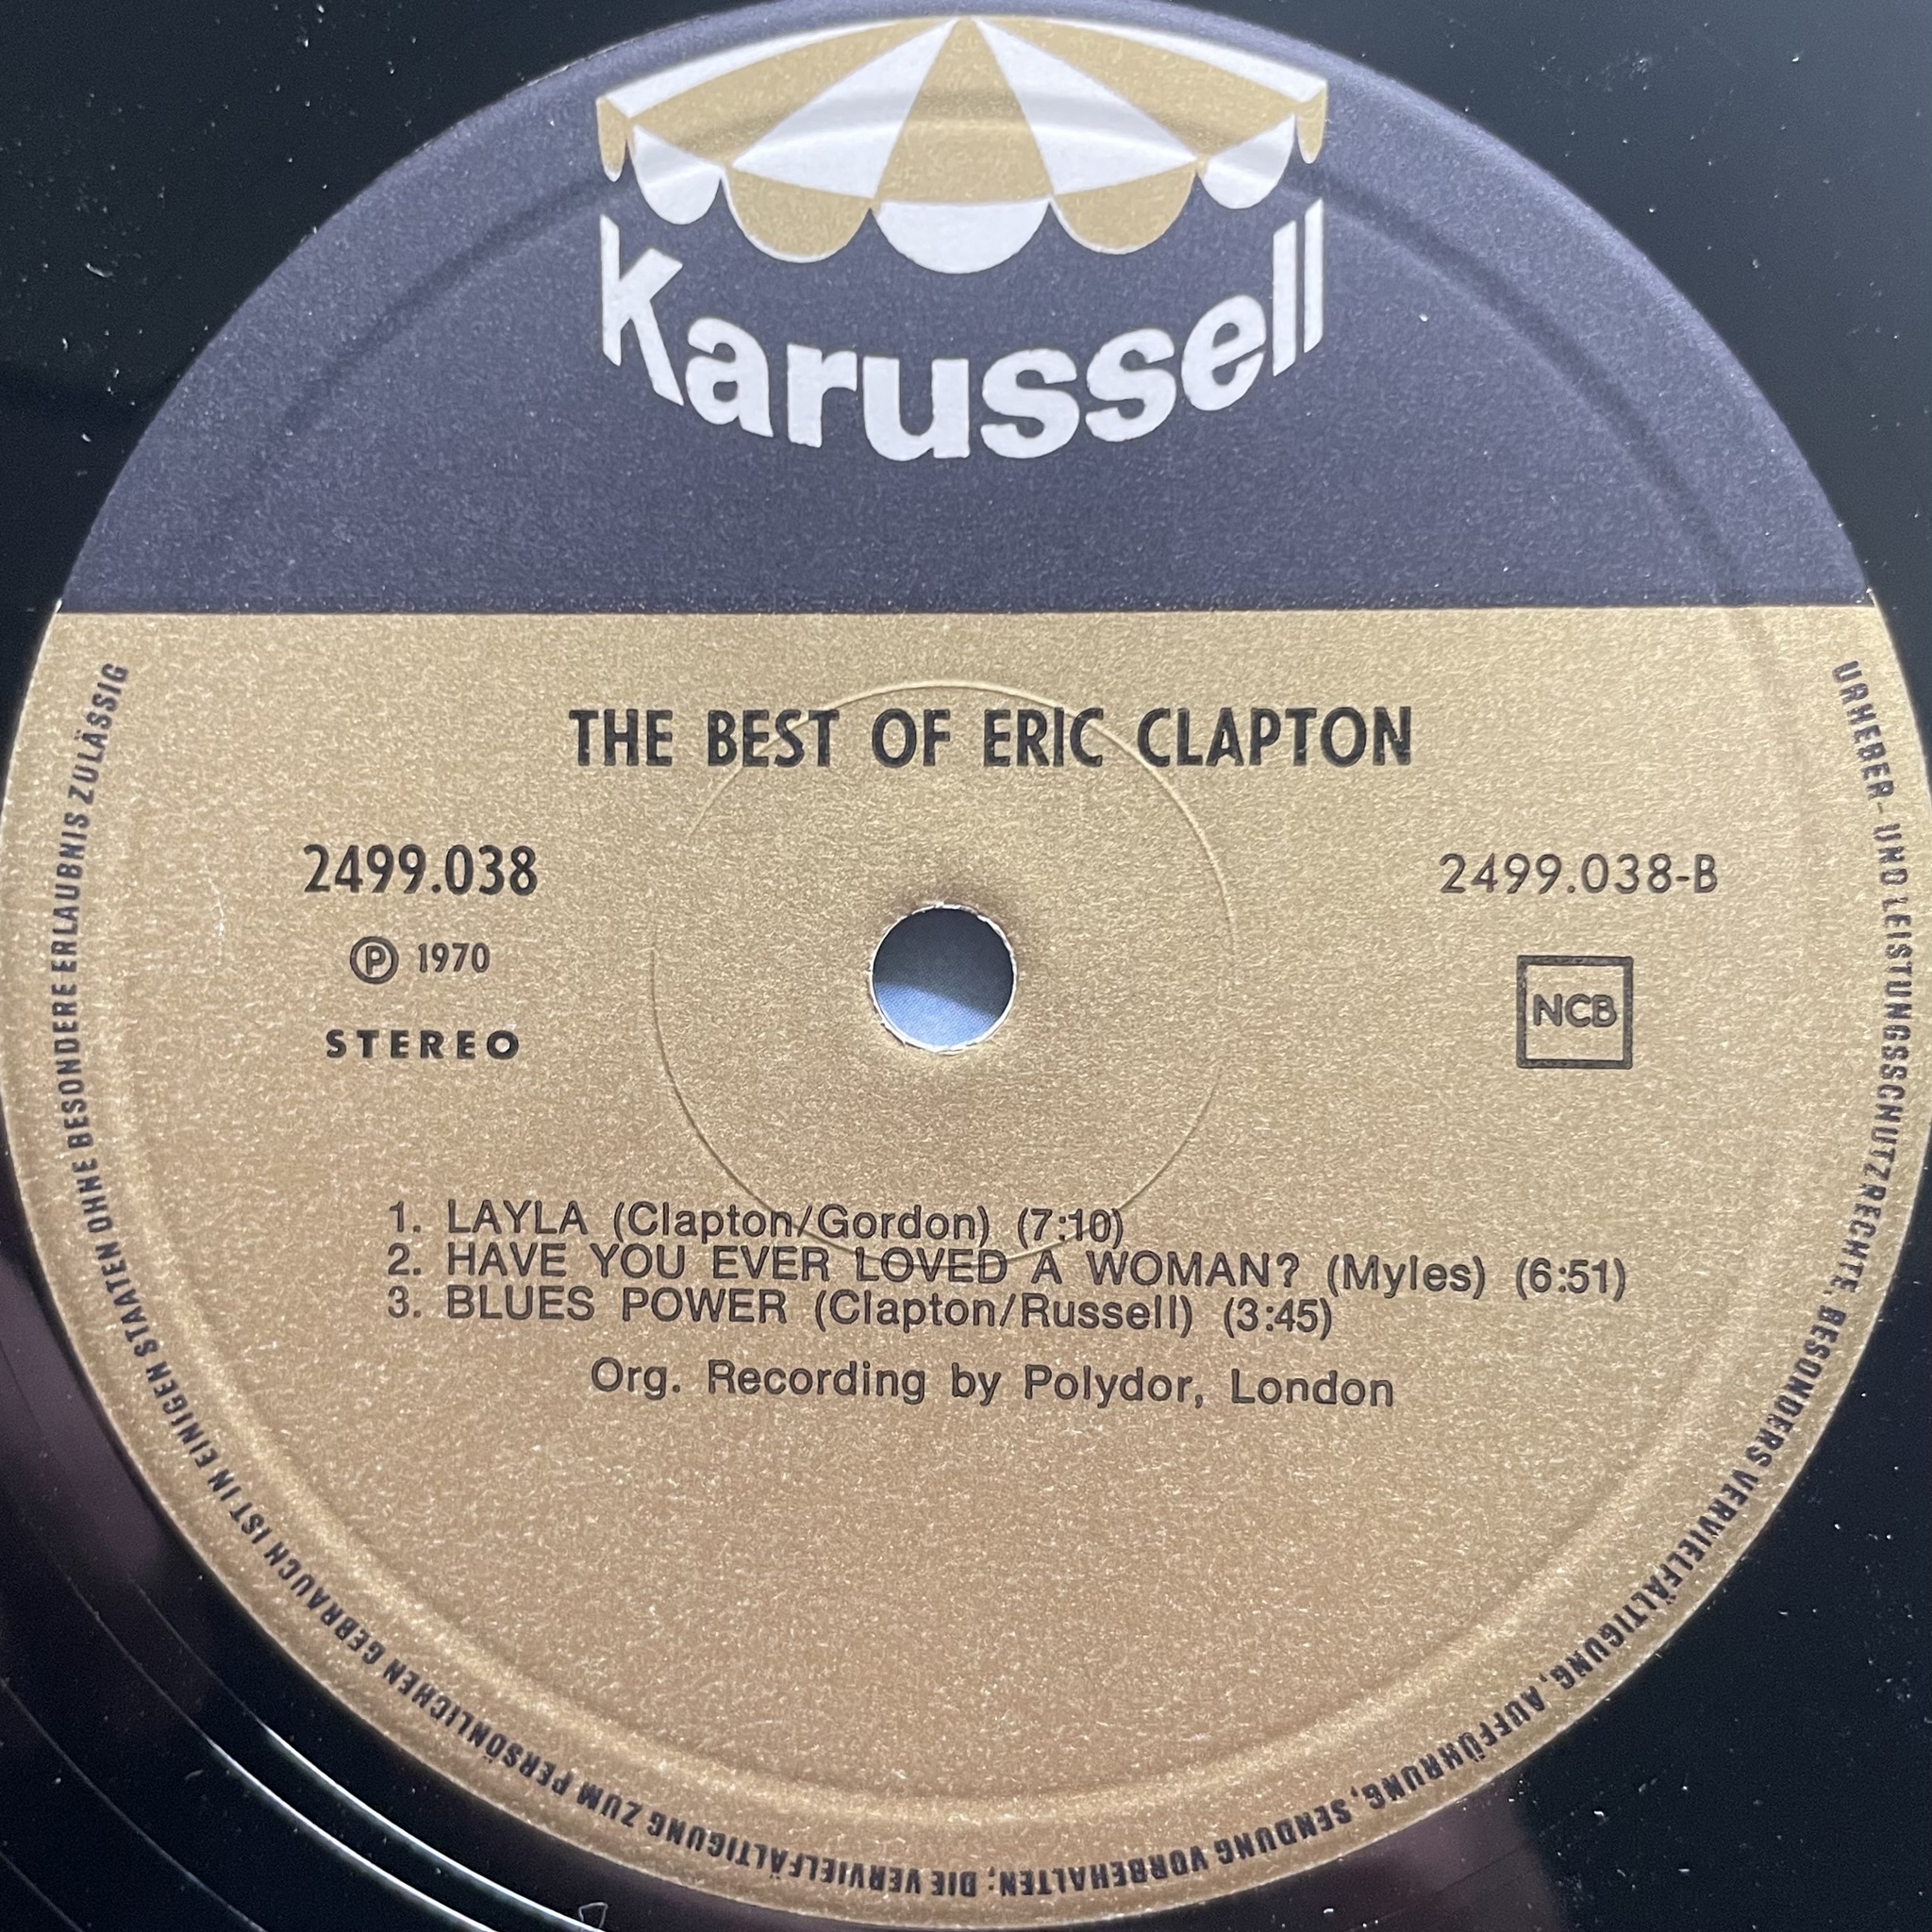 Karussell
THE BEST OF ERIC CLAPTON
2499.038
2499.038-B
Ⓟ 1970
STEREO
NCB
1. LAYLA (Clapton/Gordon) (7:10)
2. HAVE YOU EVER LOVED A WOMAN? (Myles) (6:51)
3. BLUES POWER (Clapton/Russell) (3:45)
Org. Recording by Polydor, London
URHEBER- UND LEISTUNGSSCHUTZRECHTE, BESONDERS VERVIELFÄLTIGUNG, AUFFÜHRUNG, SENDUNG VORBEHALTEN; DIE VERVIELFÄLTIGUNG ZUM PERSÖNLICHEN GEBRAUCH IST IN EINIGEN STAATEN OHNE BESONDERE ERLAUBNIS ZULÄSSIG